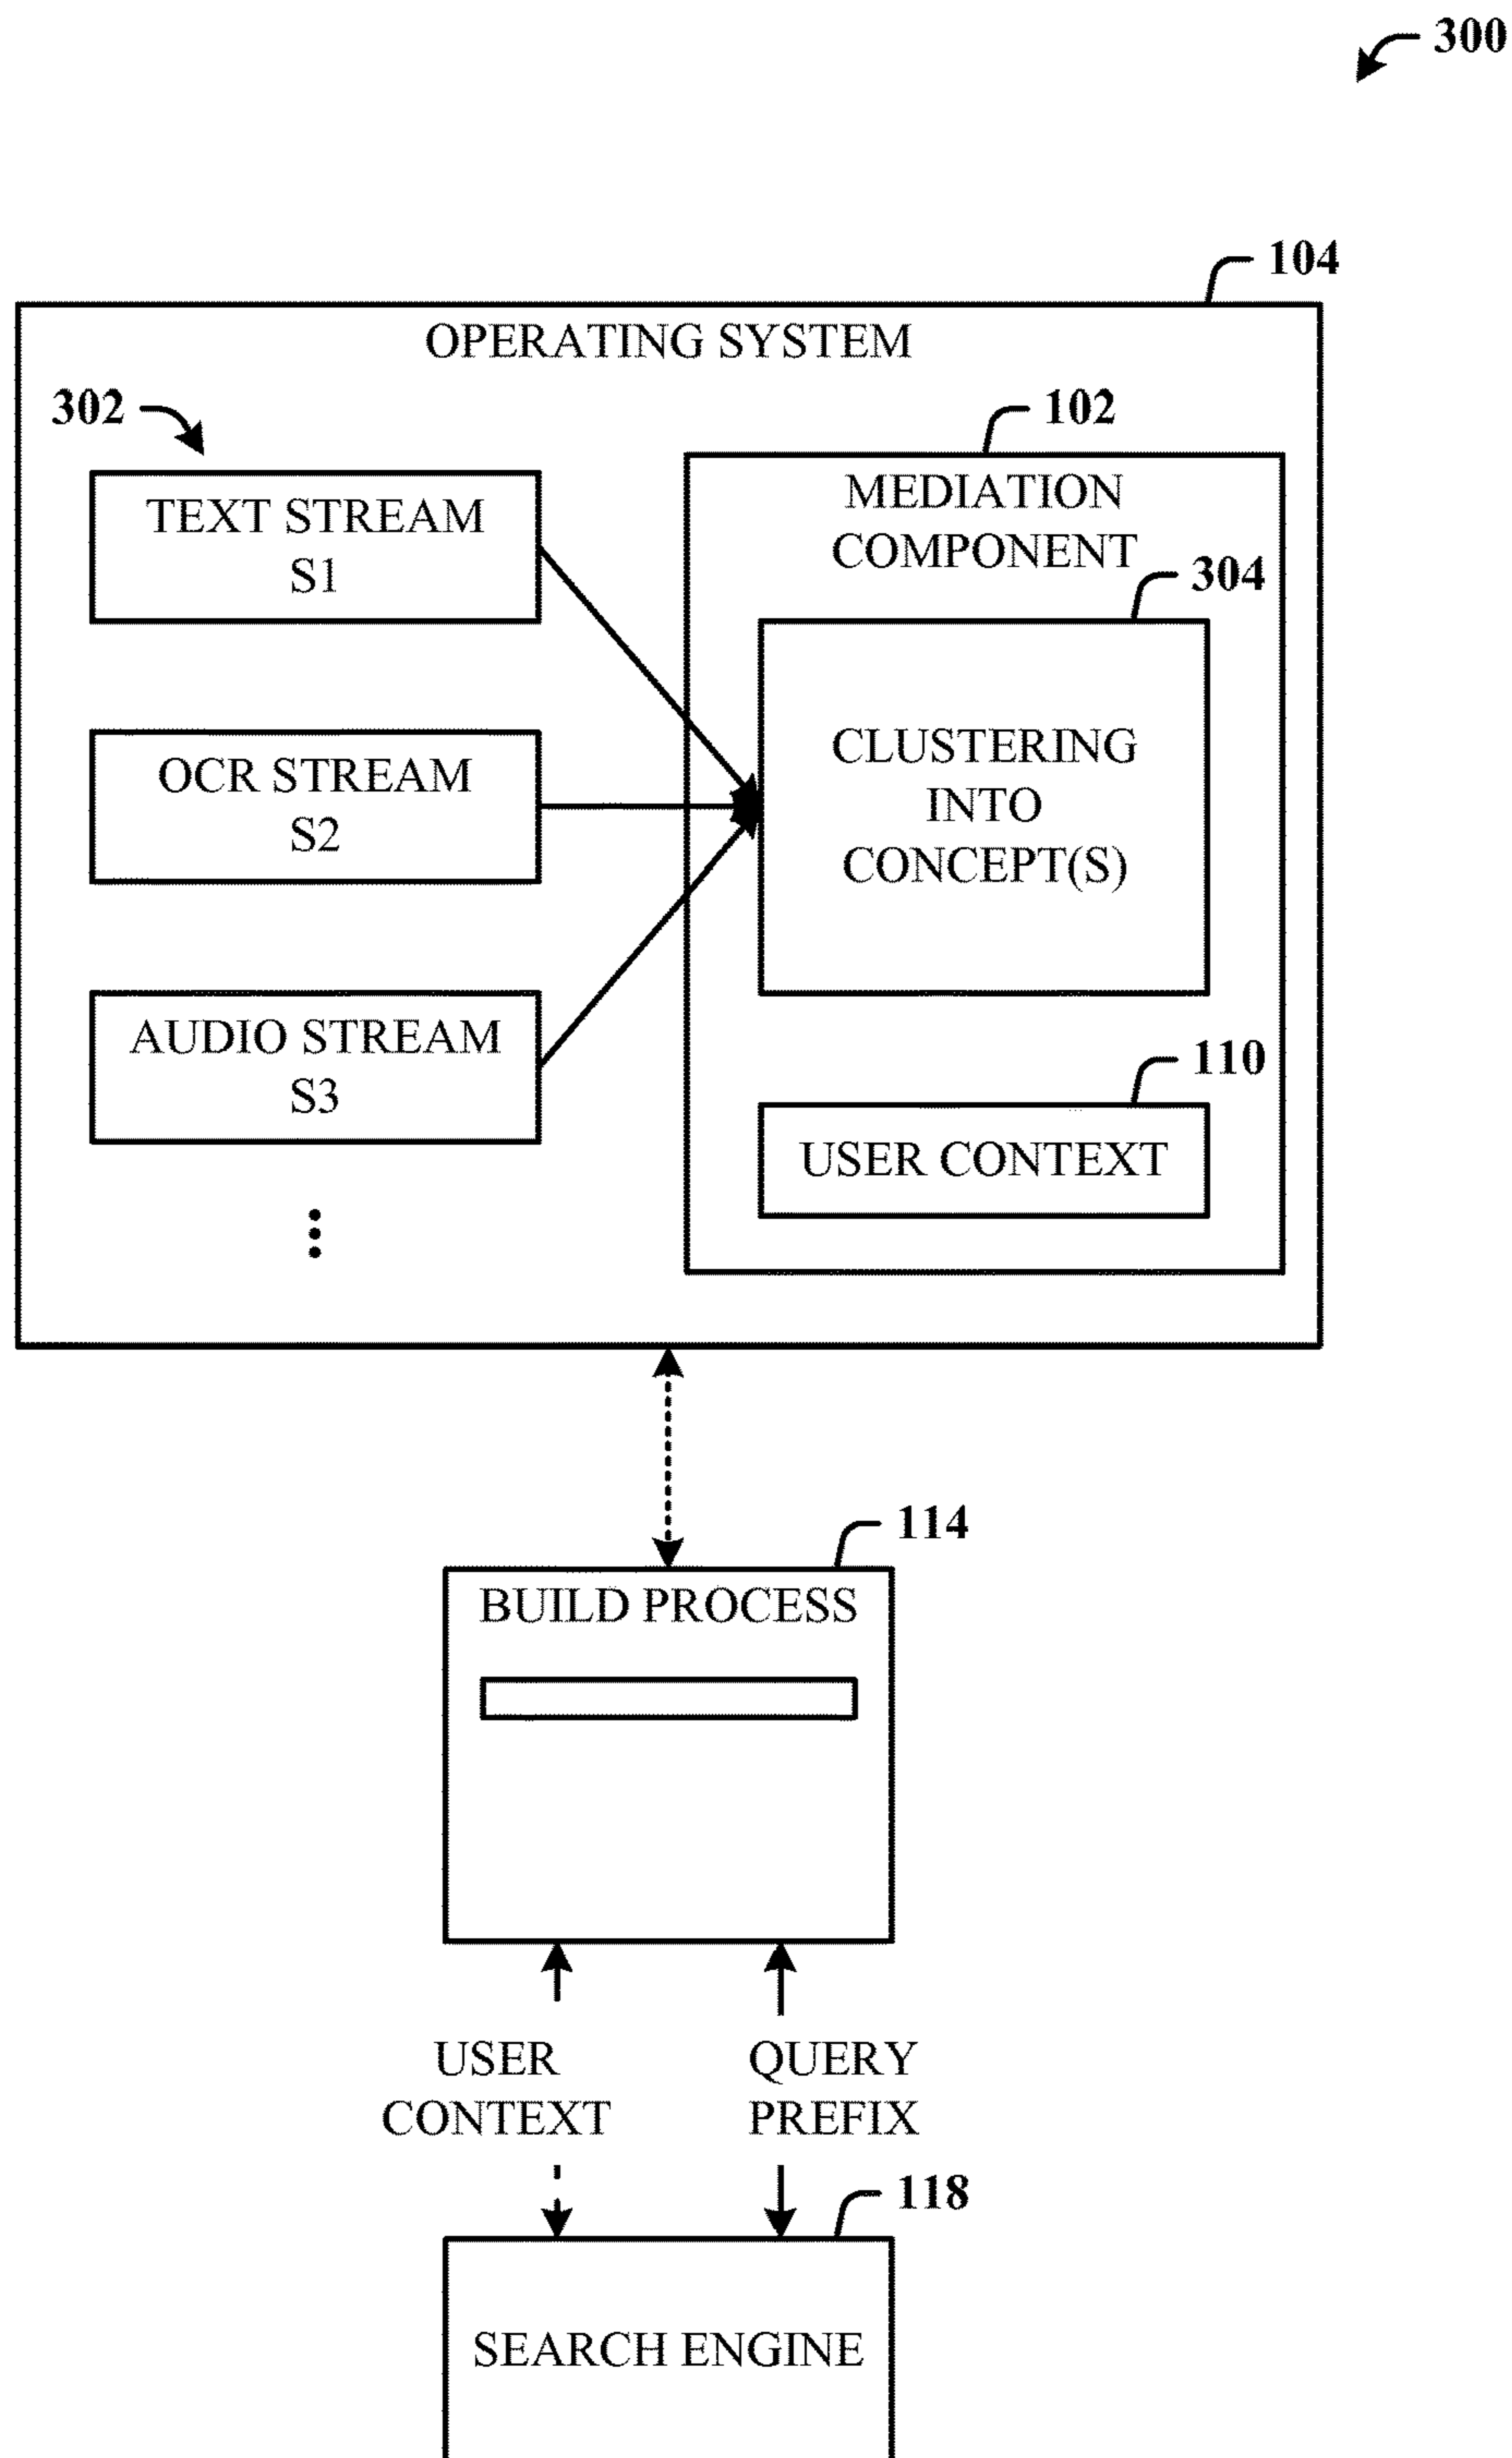 300
104
OPERATING SYSTEM
302
102
TEXT STREAM
S1
MEDIATION
COMPONENT
304
OCR STREAM
S2
CLUSTERING
INTO
CONCEPT(S)
AUDIO STREAM
S3
110
USER CONTEXT
114
BUILD PROCESS
USER
CONTEXT
QUERY
PREFIX
118
SEARCH ENGINE